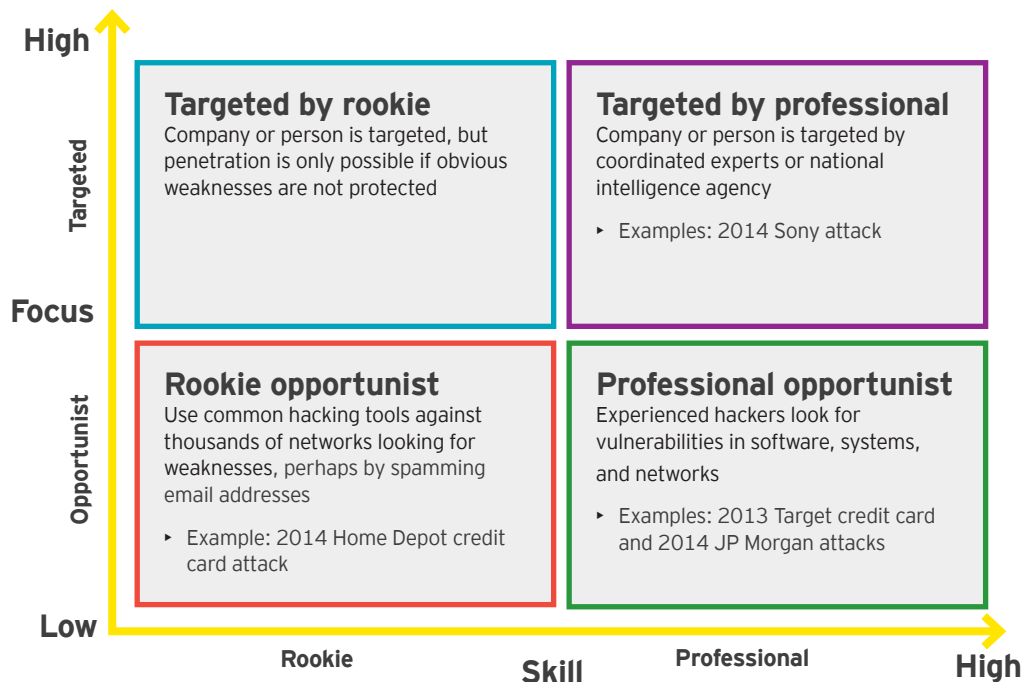 High
Targeted
Targeted by rookie
Company or person is targeted, but
penetration is only possible if obvious
weaknesses are not protected
Targeted by professional
Company or person is targeted by
coordinated experts or national
intelligence agency
▸ Examples: 2014 Sony attack
Focus
Opportunist
Rookie opportunist
Use common hacking tools against
thousands of networks looking for
weaknesses, perhaps by spamming
email addresses
▸ Example: 2014 Home Depot credit
card attack
Professional opportunist
Experienced hackers look for
vulnerabilities in software, systems,
and networks
▸ Examples: 2013 Target credit card
and 2014 JP Morgan attacks
Low
Rookie
Skill
Professional
High